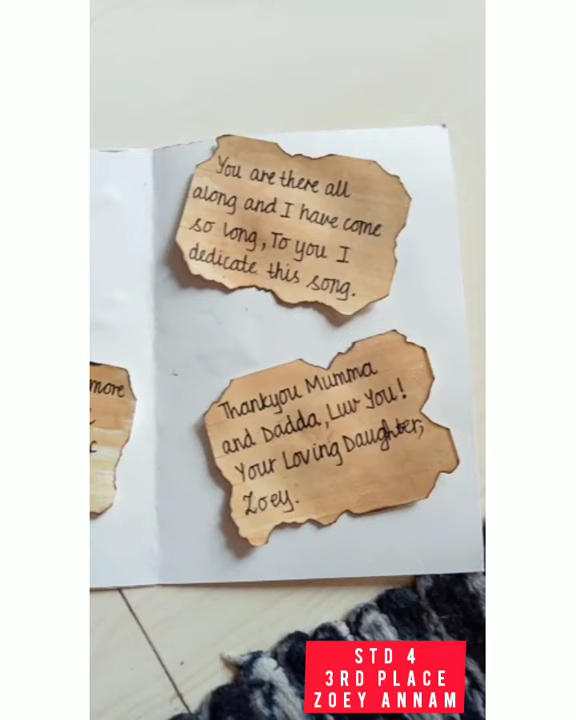 You are there all
along and I have come
so long, To you I
dedicate this song.
more
c
Thankyou Mumma
and Dadda, Luv You!
Your Loving Daughter,
Zoey.
STD 4
3RD PLACE
ZOEY ANNAM